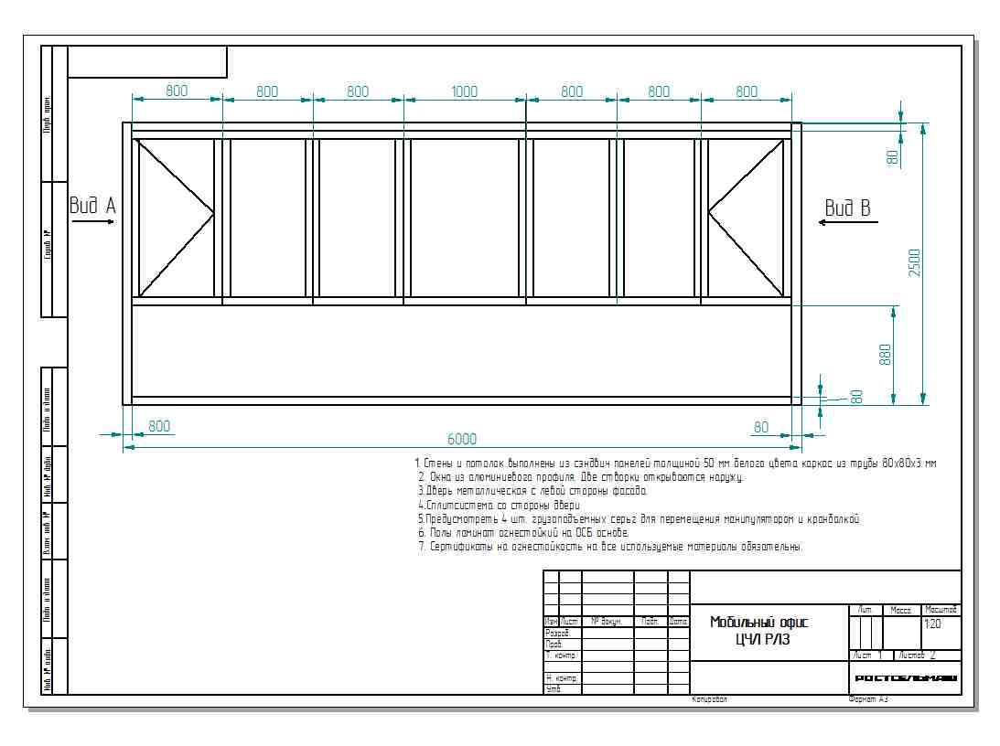 800 800 800 1000 800 800 800
80
Вид А
Вид В
2500
880
80
800
80
6000
1. Стены и потолок выполнены из сэндвич панелей толщиной 50 мм белого цвета каркас из трубы 80х80х3 мм
2. Окна из алюминиевого профиля. Две створки открываются наружу.
3.Дверь металлическая с левой стороны фасада.
4.Сплитсистема со стороны двери
5.Предусмотреть 4 шт. грузоподъемных серьг для перемещения манипулятором и кранбалкой
6. Полы ламинат огнестойкий на ОСБ основе.
7. Сертификаты на огнестойкость на все используемые материалы обязательны.
Перв. прим.
Справ. №
Подп. и дата
Инв. № дубл.
Взам. инв. №
Подп. и дата
Инв. № подл.
Изм Лист № докум. Подп. Дата
Разраб.
Пров.
Т. контр.
Н. контр.
Утв.
Мобильный офис
ЦЧЛ РЛЗ
Лит. Масса Масштаб
1:20
Лист 1 Листов 2
РОСТСЕЛЬМАШ
Копировал Формат А3